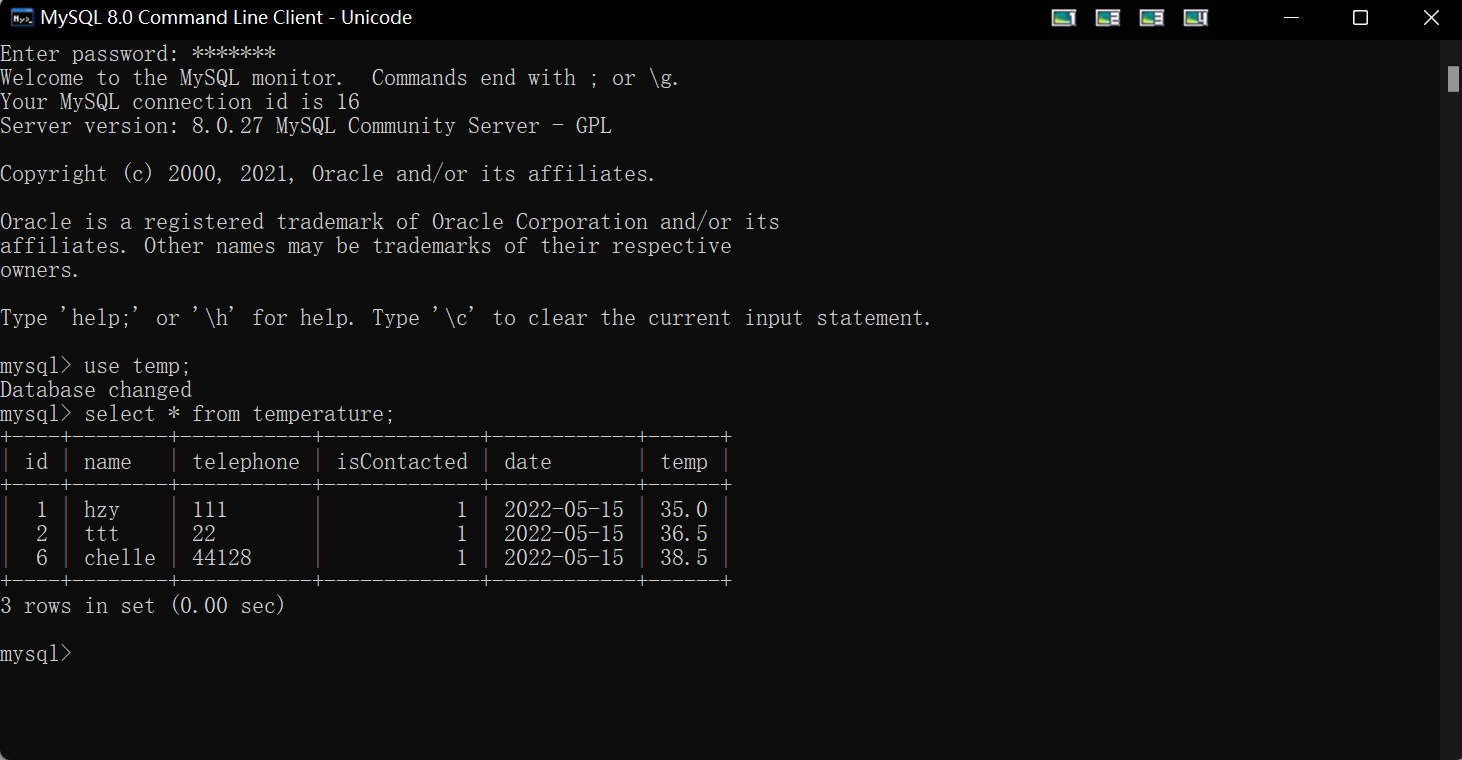 MySQL 8.0 Command Line Client - Unicode
Enter password: *******
Welcome to the MySQL monitor.  Commands end with ; or \g.
Your MySQL connection id is 16
Server version: 8.0.27 MySQL Community Server - GPL
Copyright (c) 2000, 2021, Oracle and/or its affiliates.
Oracle is a registered trademark of Oracle Corporation and/or its
affiliates. Other names may be trademarks of their respective
owners.
Type 'help;' or '\h' for help. Type '\c' to clear the current input statement.
mysql> use temp;
Database changed
mysql> select * from temperature;
+----+--------+-----------+-------------+------------+------+
| id | name   | telephone | isContacted | date       | temp |
+----+--------+-----------+-------------+------------+------+
|  1 | hzy    | 111       |           1 | 2022-05-15 | 35.0 |
|  2 | ttt    | 22        |           1 | 2022-05-15 | 36.5 |
|  6 | chelle | 44128     |           1 | 2022-05-15 | 38.5 |
+----+--------+-----------+-------------+------------+------+
3 rows in set (0.00 sec)
mysql>